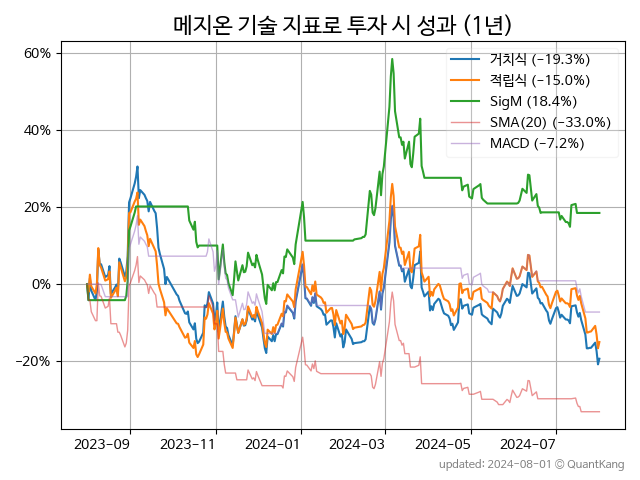 메지온 기술 지표로 투자 시 성과 (1년)
60%
40%
20%
0%
−20%
거치식 (−19.3%)
적립식 (−15.0%)
SigM (18.4%)
SMA(20) (−33.0%)
MACD (−7.2%)
2023-09 2023-11 2024-01 2024-03 2024-05 2024-07
updated: 2024-08-01 © QuantKang